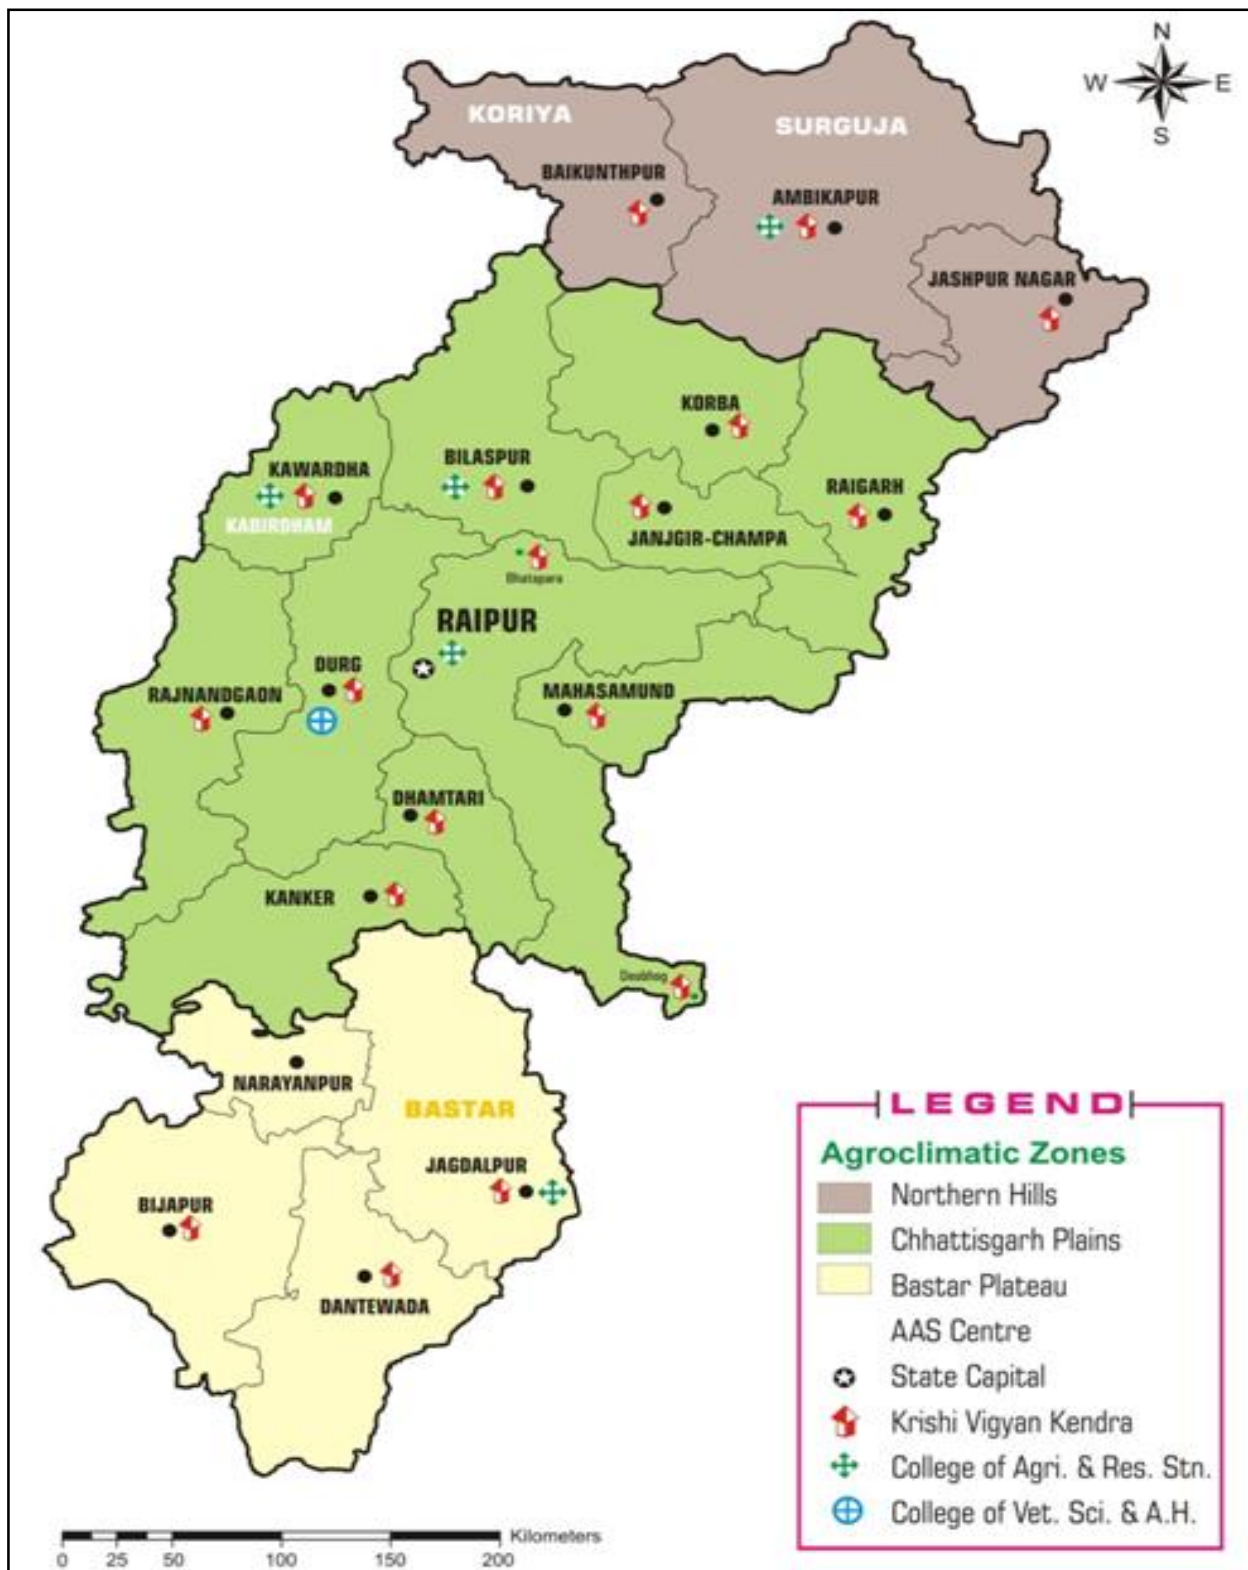 N
W E
S
KORIYA
SURGUJA
BAIKUNTHPUR
AMBIKAPUR
JASHPUR NAGAR
KORBA
BILASPUR
KAWARDHA
RAIGARH
KABIRDHAM
JANJGIR-CHAMPA
Bhatapara
RAIPUR
DURG
RAJNANDGAON
MAHASAMUND
DHAMTARI
KANKER
Deobhog
NARAYANPUR
BASTAR
JAGDALPUR
BIJAPUR
DANTEWADA
LEGEND
Agroclimatic Zones
Northern Hills
Chhattisgarh Plains
Bastar Plateau
AAS Centre
State Capital
Krishi Vigyan Kendra
College of Agri. & Res. Stn.
College of Vet. Sci. & A.H.
Kilometers
0 25 50 100 150 200